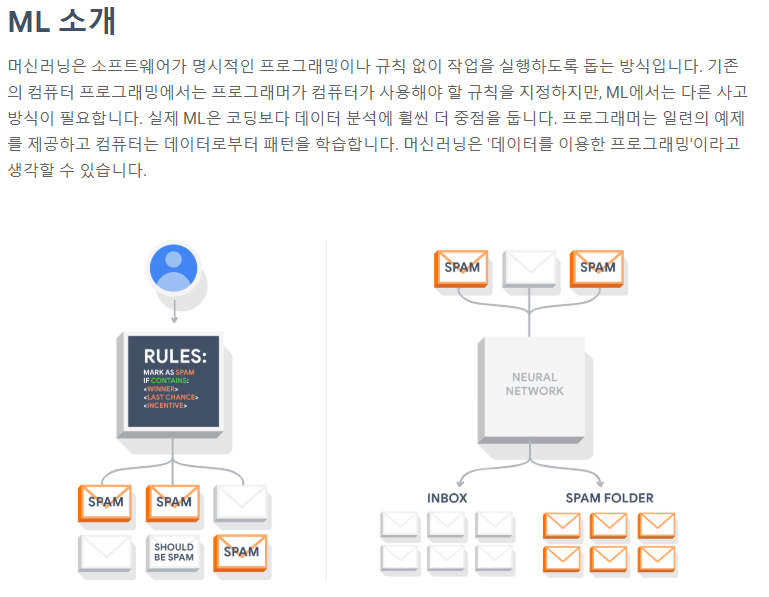 ML 소개
머신러닝은 소프트웨어가 명시적인 프로그래밍이나 규칙 없이 작업을 실행하도록 돕는 방식입니다. 기존
의 컴퓨터 프로그래밍에서는 프로그래머가 컴퓨터가 사용해야 할 규칙을 지정하지만, ML에서는 다른 사고
방식이 필요합니다. 실제 ML은 코딩보다 데이터 분석에 훨씬 더 중점을 둡니다. 프로그래머는 일련의 예제
를 제공하고 컴퓨터는 데이터로부터 패턴을 학습합니다. 머신러닝은 '데이터를 이용한 프로그래밍'이라고
생각할 수 있습니다.
RULES:
MARK AS SPAM
IF CONTAINS:
<WINNER>
<LAST CHANCE>
<INCENTIVE>
SPAM SPAM
SHOULD
BE SPAM
SPAM
SPAM SPAM
NEURAL
NETWORK
INBOX SPAM FOLDER